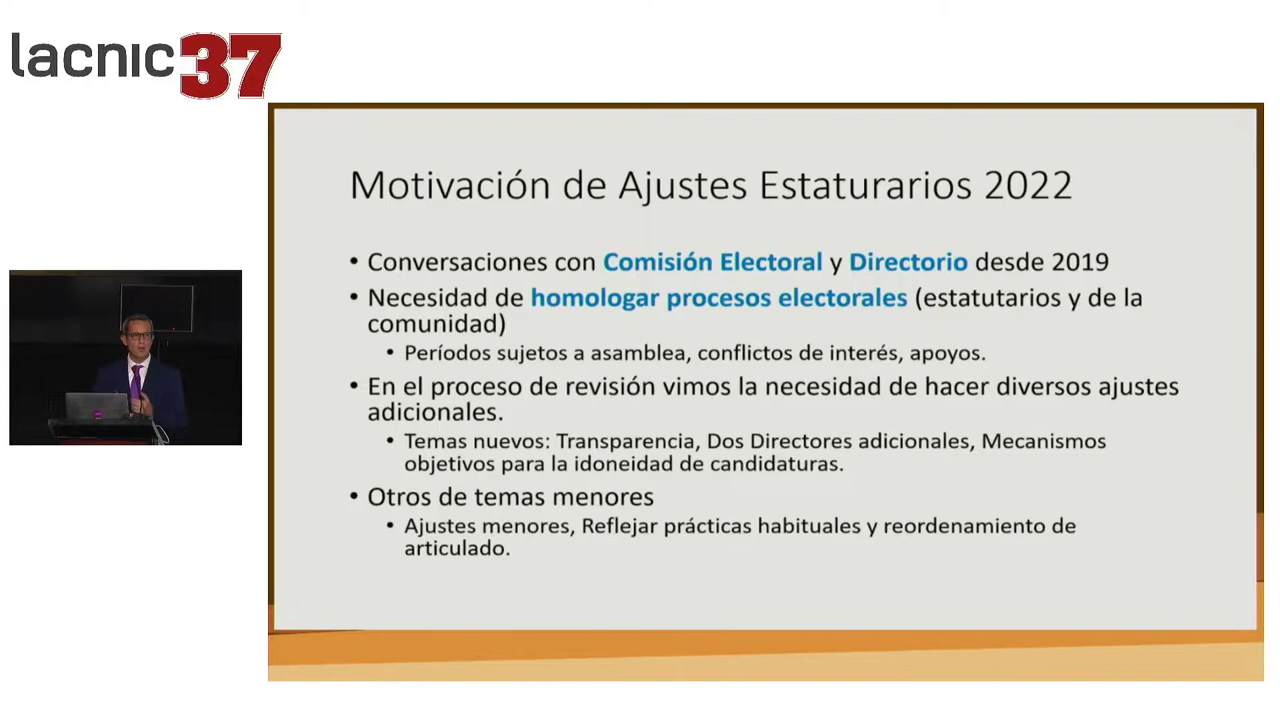 lacnic37
Motivación de Ajustes Estaturarios 2022
• Conversaciones con Comisión Electoral y Directorio desde 2019
• Necesidad de homologar procesos electorales (estatutarios y de la
comunidad)
• Períodos sujetos a asamblea, conflictos de interés, apoyos.
• En el proceso de revisión vimos la necesidad de hacer diversos ajustes
adicionales.
• Temas nuevos: Transparencia, Dos Directores adicionales, Mecanismos
objetivos para la idoneidad de candidaturas.
• Otros de temas menores
• Ajustes menores, Reflejar prácticas habituales y reordenamiento de
articulado.